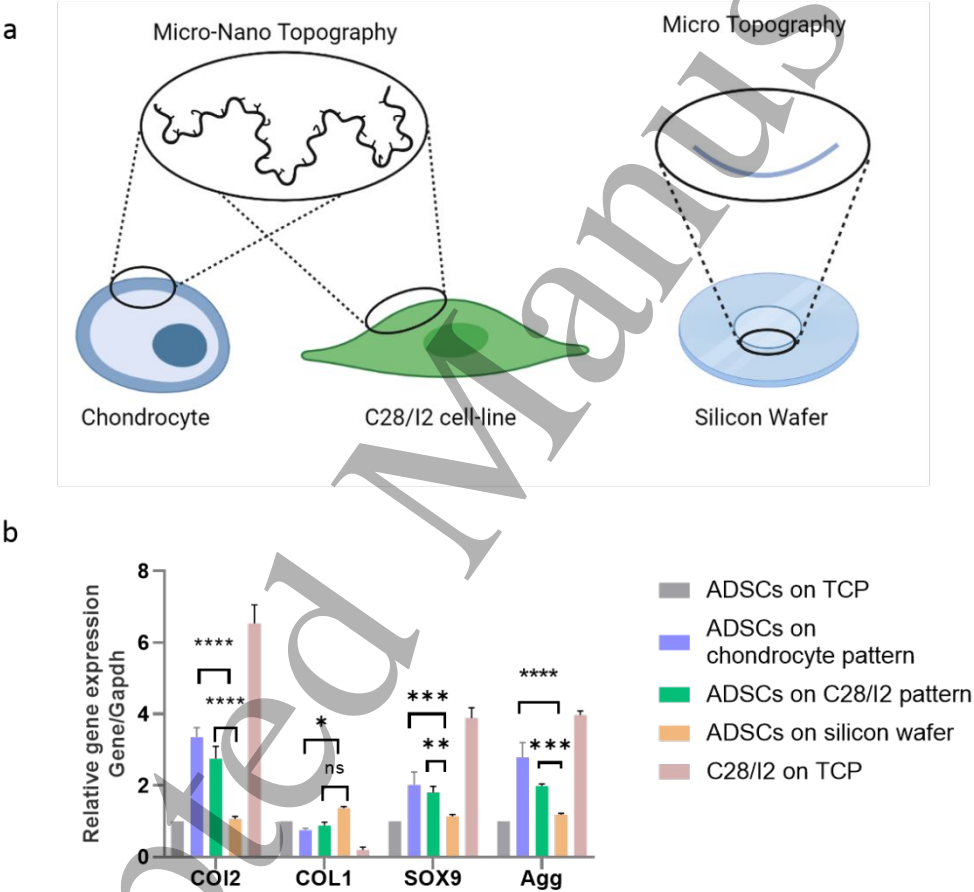 a
Micro-Nano Topography
Micro Topography
Chondrocyte
C28/I2 cell-line
Silicon Wafer
b
Relative gene expression
Gene/Gapdh
8
6
4
2
0
****
****
*
ns
***
**
****
***
COl2
COL1
SOX9
Agg
ADSCs on TCP
ADSCs on
chondrocyte pattern
ADSCs on C28/I2 pattern
ADSCs on silicon wafer
C28/I2 on TCP